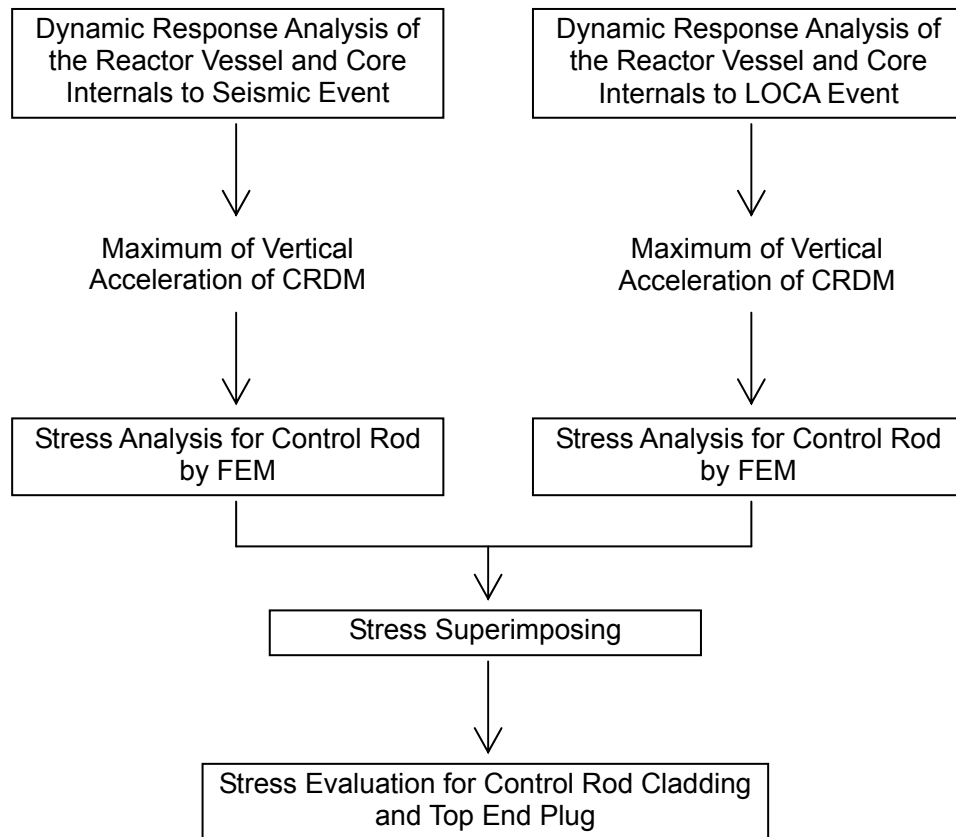 Dynamic Response Analysis of
the Reactor Vessel and Core
Internals to Seismic Event
Dynamic Response Analysis of
the Reactor Vessel and Core
Internals to LOCA Event
Maximum of Vertical
Acceleration of CRDM
Maximum of Vertical
Acceleration of CRDM
Stress Analysis for Control Rod
by FEM
Stress Analysis for Control Rod
by FEM
Stress Superimposing
Stress Evaluation for Control Rod Cladding
and Top End Plug